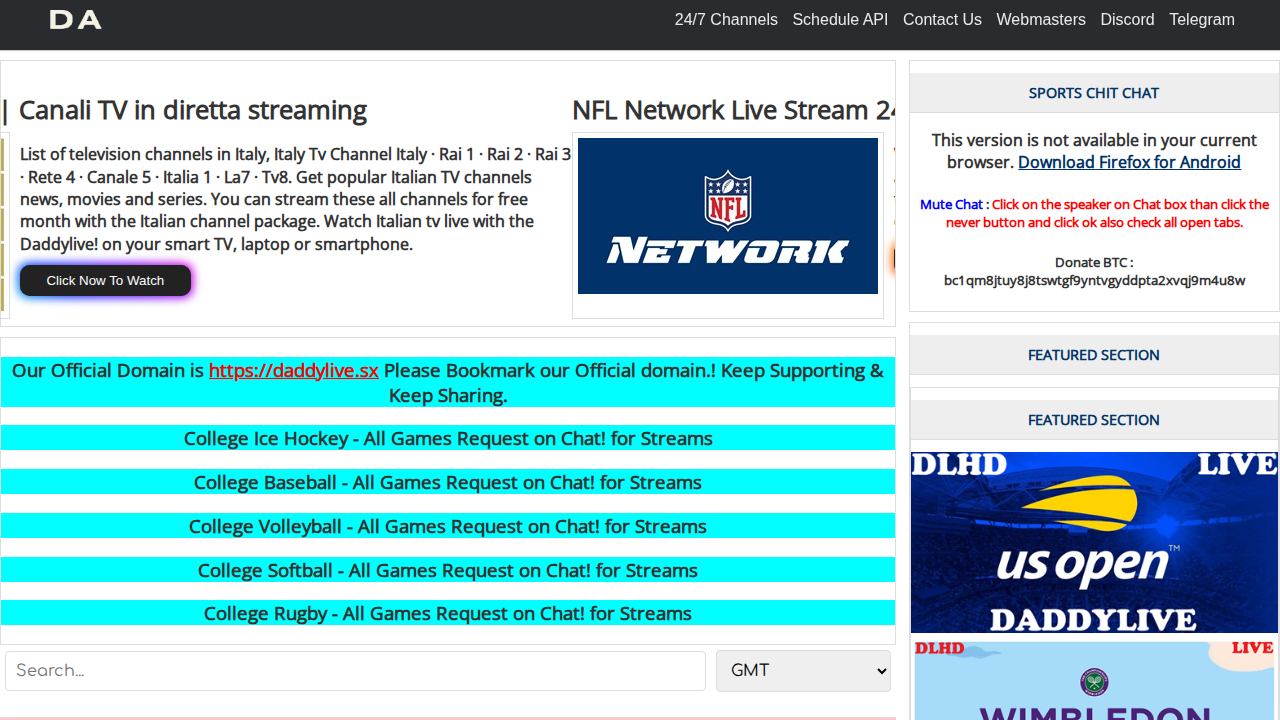 DA
24/7 Channels Schedule API Contact Us Webmasters Discord Telegram
| Canali TV in diretta streaming
List of television channels in Italy, Italy Tv Channel Italy · Rai 1 · Rai 2 · Rai 3
· Rete 4 · Canale 5 · Italia 1 · La7 · Tv8. Get popular Italian TV channels
news, movies and series. You can stream these all channels for free
month with the Italian channel package. Watch Italian tv live with the
Daddylive! on your smart TV, laptop or smartphone.
Click Now To Watch
NFL Network Live Stream 24
NFL
NETWORK
Our Official Domain is https://daddylive.sx Please Bookmark our Official domain.! Keep Supporting &
Keep Sharing.
College Ice Hockey - All Games Request on Chat! for Streams
College Baseball - All Games Request on Chat! for Streams
College Volleyball - All Games Request on Chat! for Streams
College Softball - All Games Request on Chat! for Streams
College Rugby - All Games Request on Chat! for Streams
Search...
GMT
SPORTS CHIT CHAT
This version is not available in your current
browser. Download Firefox for Android
Mute Chat : Click on the speaker on Chat box than click the
never button and click ok also check all open tabs.
Donate BTC :
bc1qm8jtuy8j8tswtgf9yntvgyddpta2xvqj9m4u8w
FEATURED SECTION
FEATURED SECTION
DLHD LIVE
us open
DADDYLIVE
DLHD LIVE
WIMBLEDON